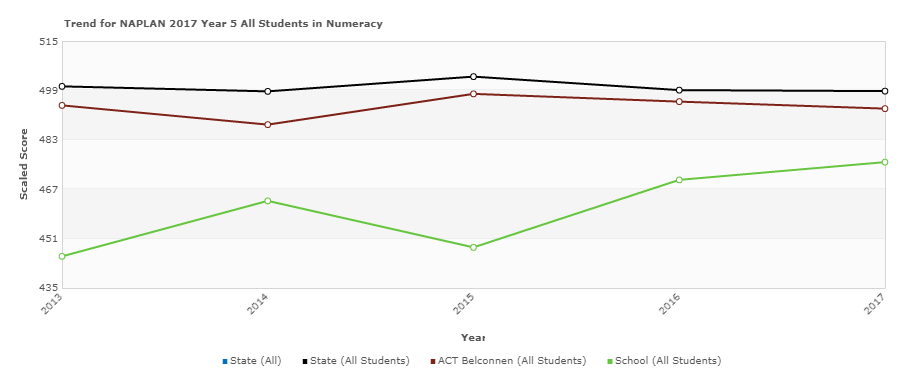 Trend for NAPLAN 2017 Year 5 All Students in Numeracy
515
499
483
467
451
435
Scaled Score
2013
2014
2015
2016
2017
Year
State (All)
State (All Students)
ACT Belconnen (All Students)
School (All Students)